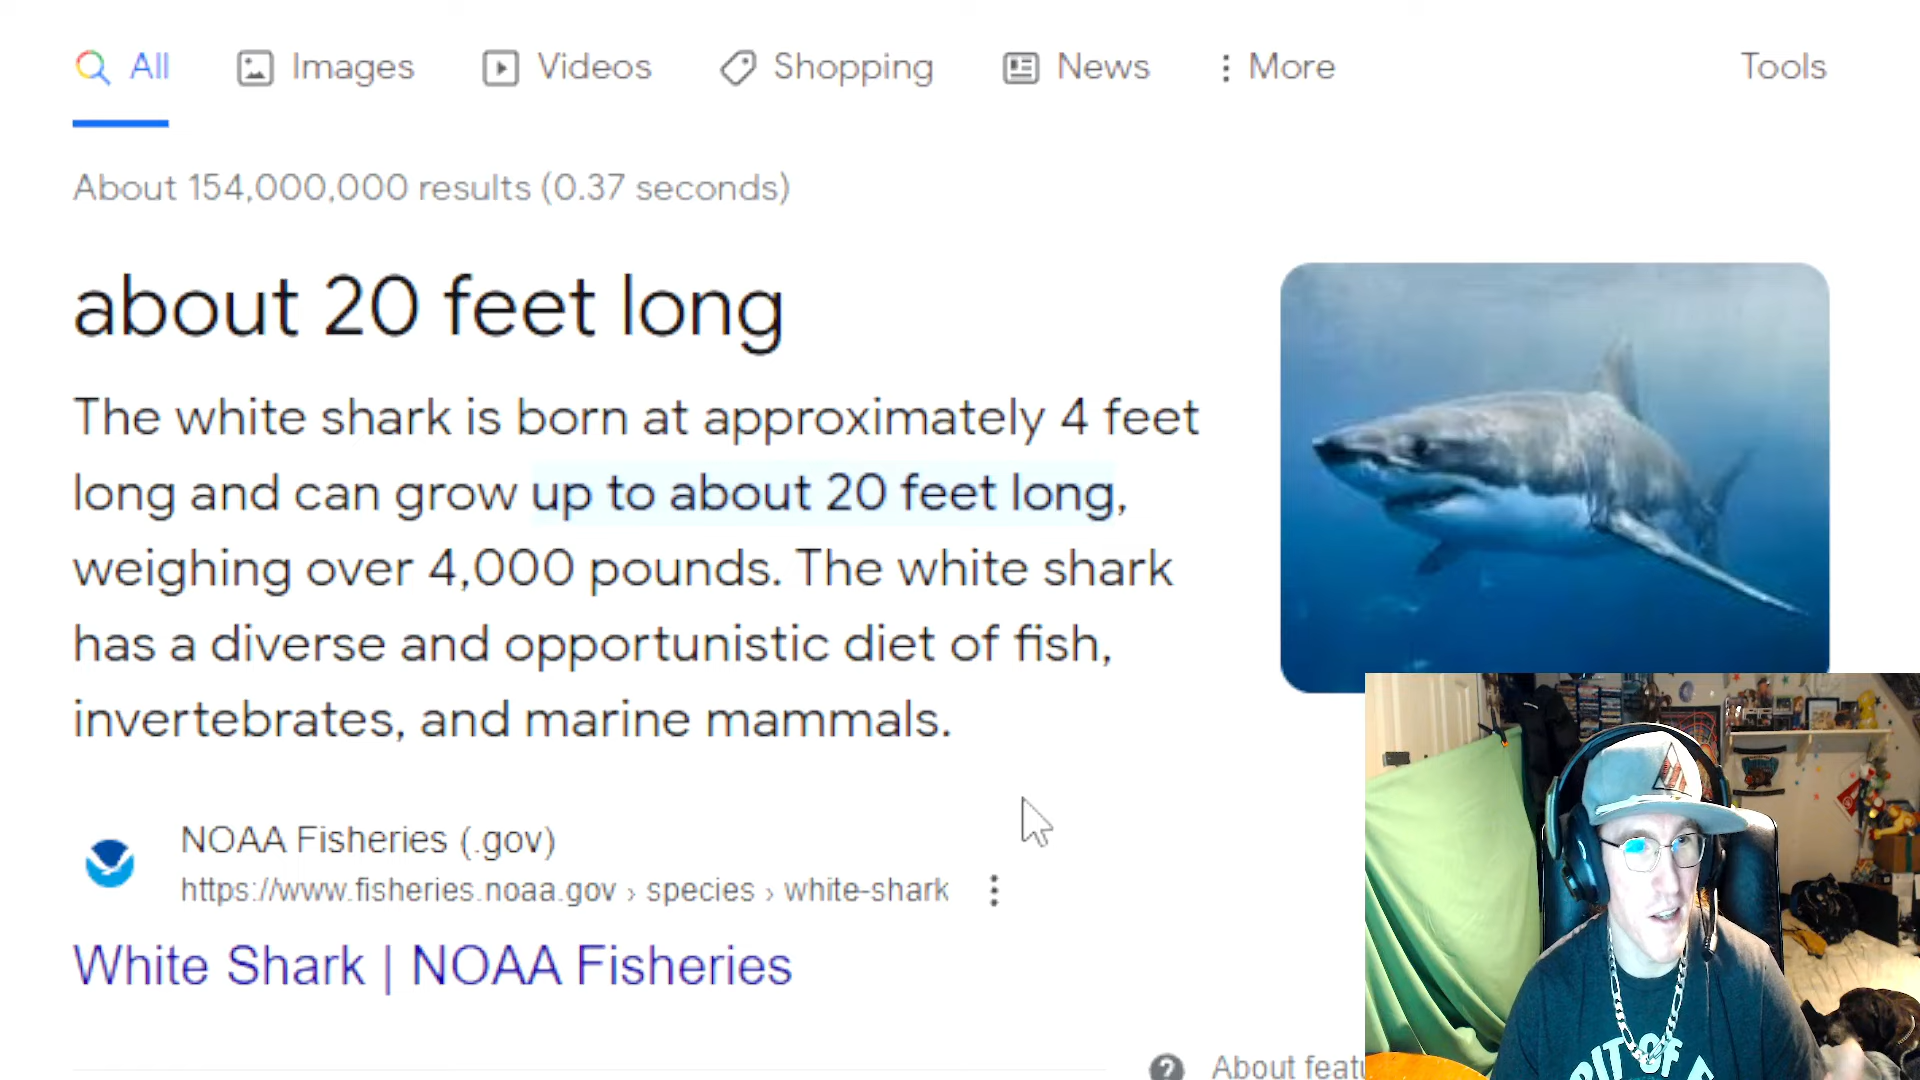 All Images Videos Shopping News More Tools
About 154,000,000 results (0.37 seconds)
about 20 feet long
The white shark is born at approximately 4 feet
long and can grow up to about 20 feet long,
weighing over 4,000 pounds. The white shark
has a diverse and opportunistic diet of fish,
invertebrates, and marine mammals.
NOAA Fisheries (.gov)
https://www.fisheries.noaa.gov › species › white-shark
White Shark | NOAA Fisheries
About